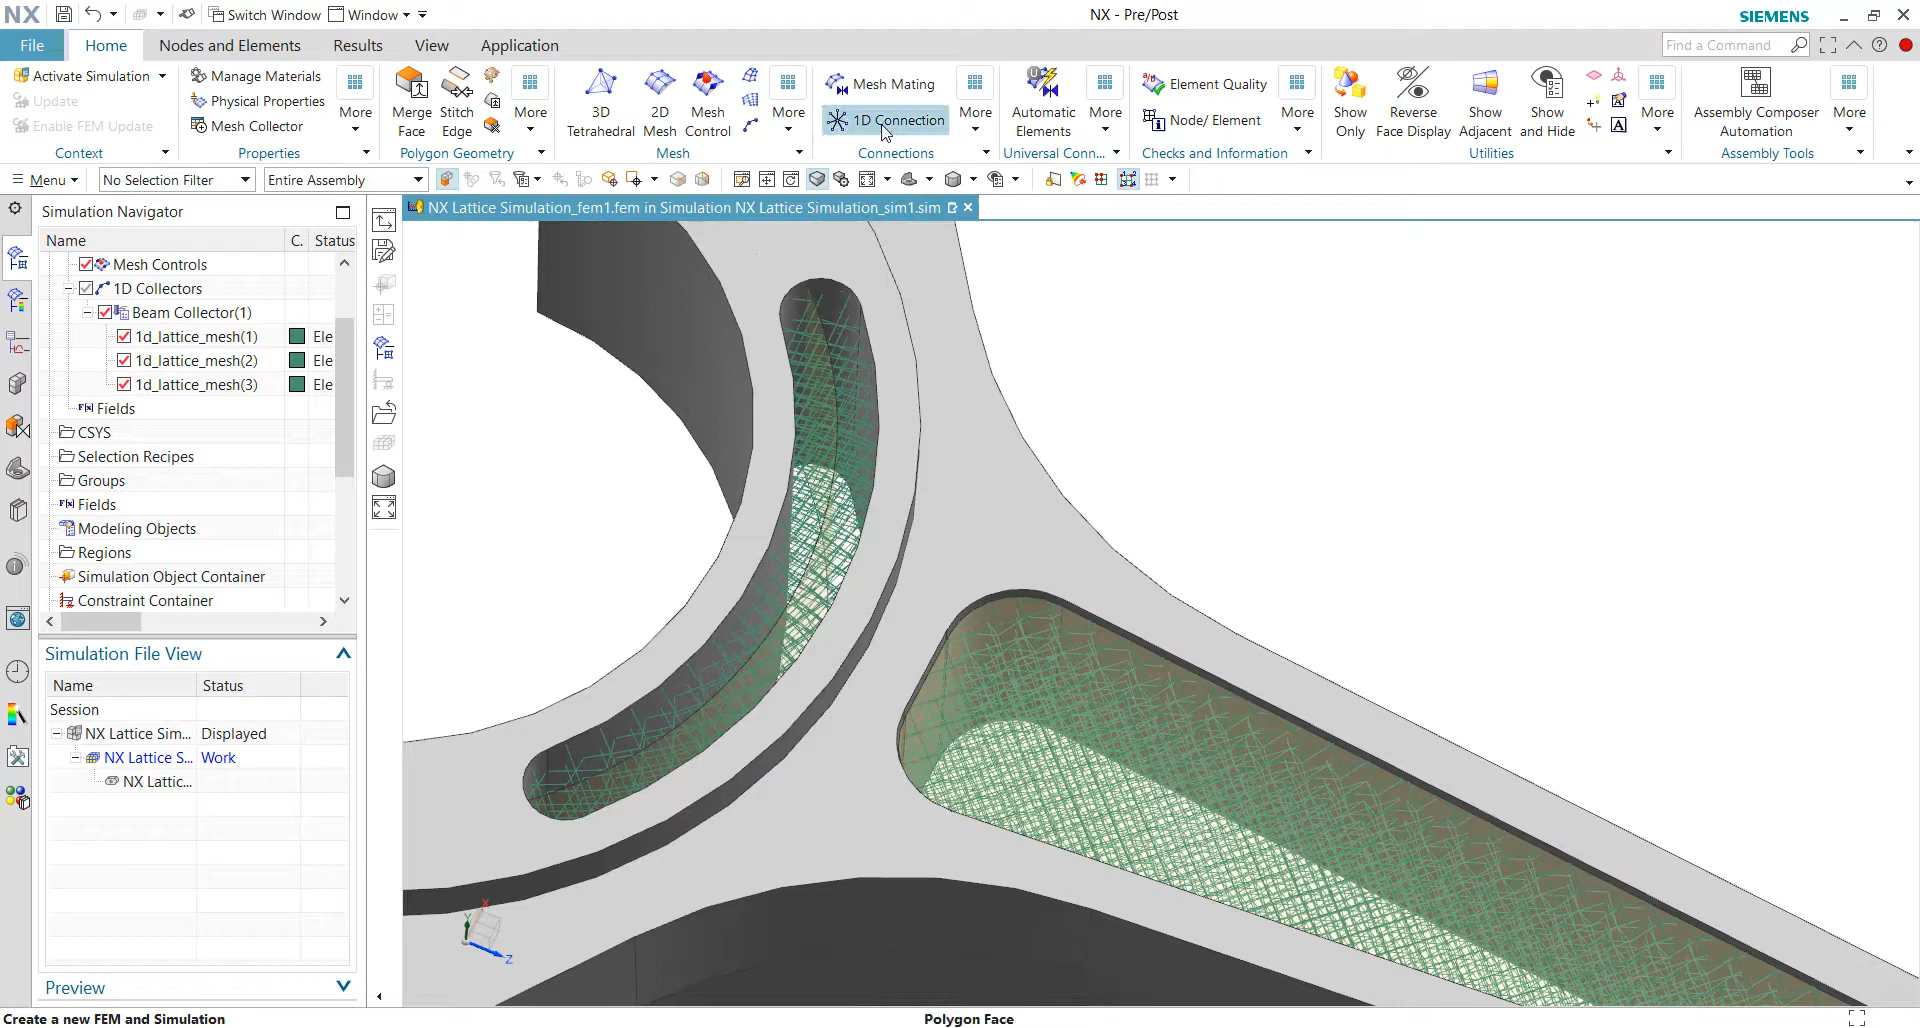 NX
Switch Window
Window
NX - Pre/Post
SIEMENS
File
Home
Nodes and Elements
Results
View
Application
Find a Command
Activate Simulation
Update
Enable FEM Update
Context
Manage Materials
Physical Properties
Mesh Collector
More
Properties
Merge Face
Stitch Edge
More
Polygon Geometry
3D Tetrahedral
2D Mesh
Mesh Control
More
Mesh
Mesh Mating
1D Connection
More
Connections
Automatic Elements
More
Universal Conn...
Element Quality
Node/ Element
More
Checks and Information
Show Only
Reverse Face Display
Show Adjacent
Show and Hide
More
Utilities
Assembly Composer Automation
More
Assembly Tools
Menu
No Selection Filter
Entire Assembly
Simulation Navigator
NX Lattice Simulation_fem1.fem in Simulation NX Lattice Simulation_sim1.sim
Name
C.
Status
Mesh Controls
1D Collectors
Beam Collector(1)
1d_lattice_mesh(1)
Ele
1d_lattice_mesh(2)
Ele
1d_lattice_mesh(3)
Ele
Fields
CSYS
Selection Recipes
Groups
Fields
Modeling Objects
Regions
Simulation Object Container
Constraint Container
Simulation File View
Name
Status
Session
NX Lattice Sim...
Displayed
NX Lattice S...
Work
NX Lattic...
Preview
X
Y
Z
Create a new FEM and Simulation
Polygon Face